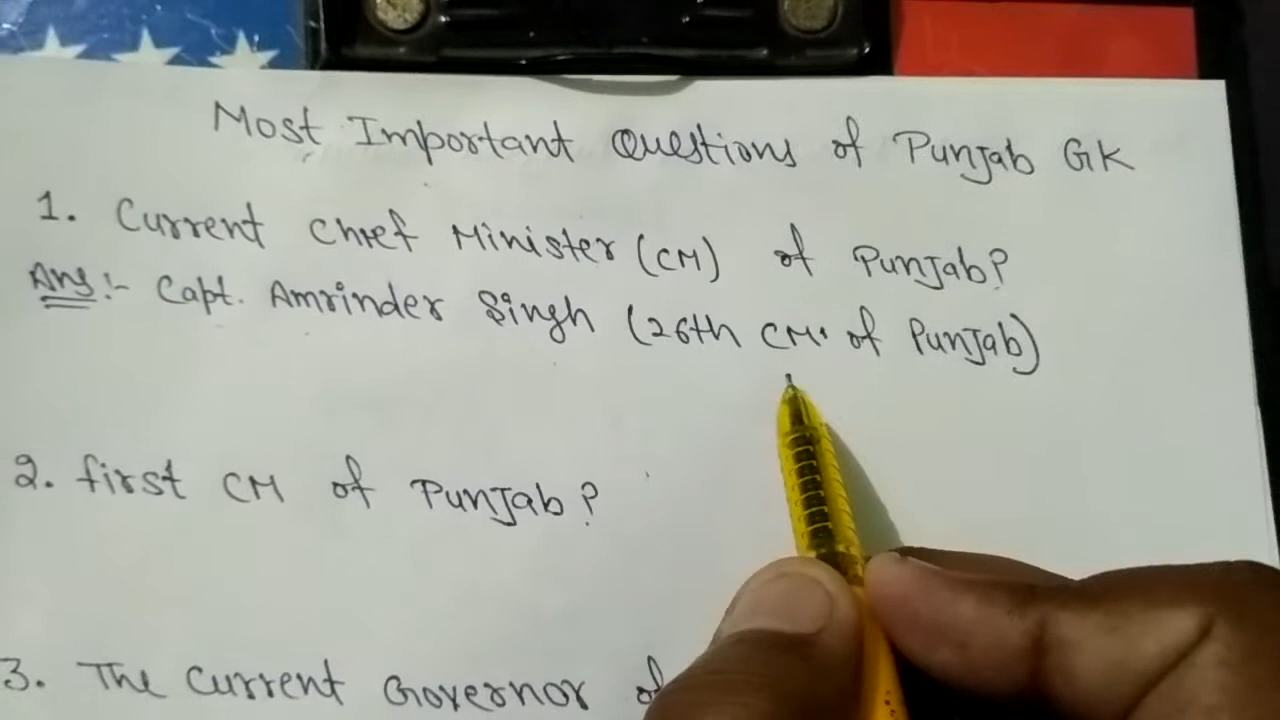 Most Important Questions of Punjab GK
1. Current Chief Minister (CM) of Punjab?
Ans:- Capt. Amrinder Singh (26th CM. of Punjab)
2. first CM of Punjab?
3. The Current Governor of